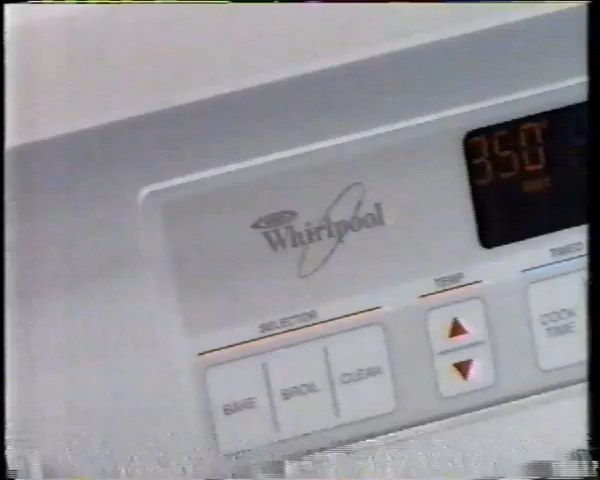 350°
Whirlpool
SELECTOR
TEMP
TIMED
BAKE
BROIL
CLEAN
COOK
TIME